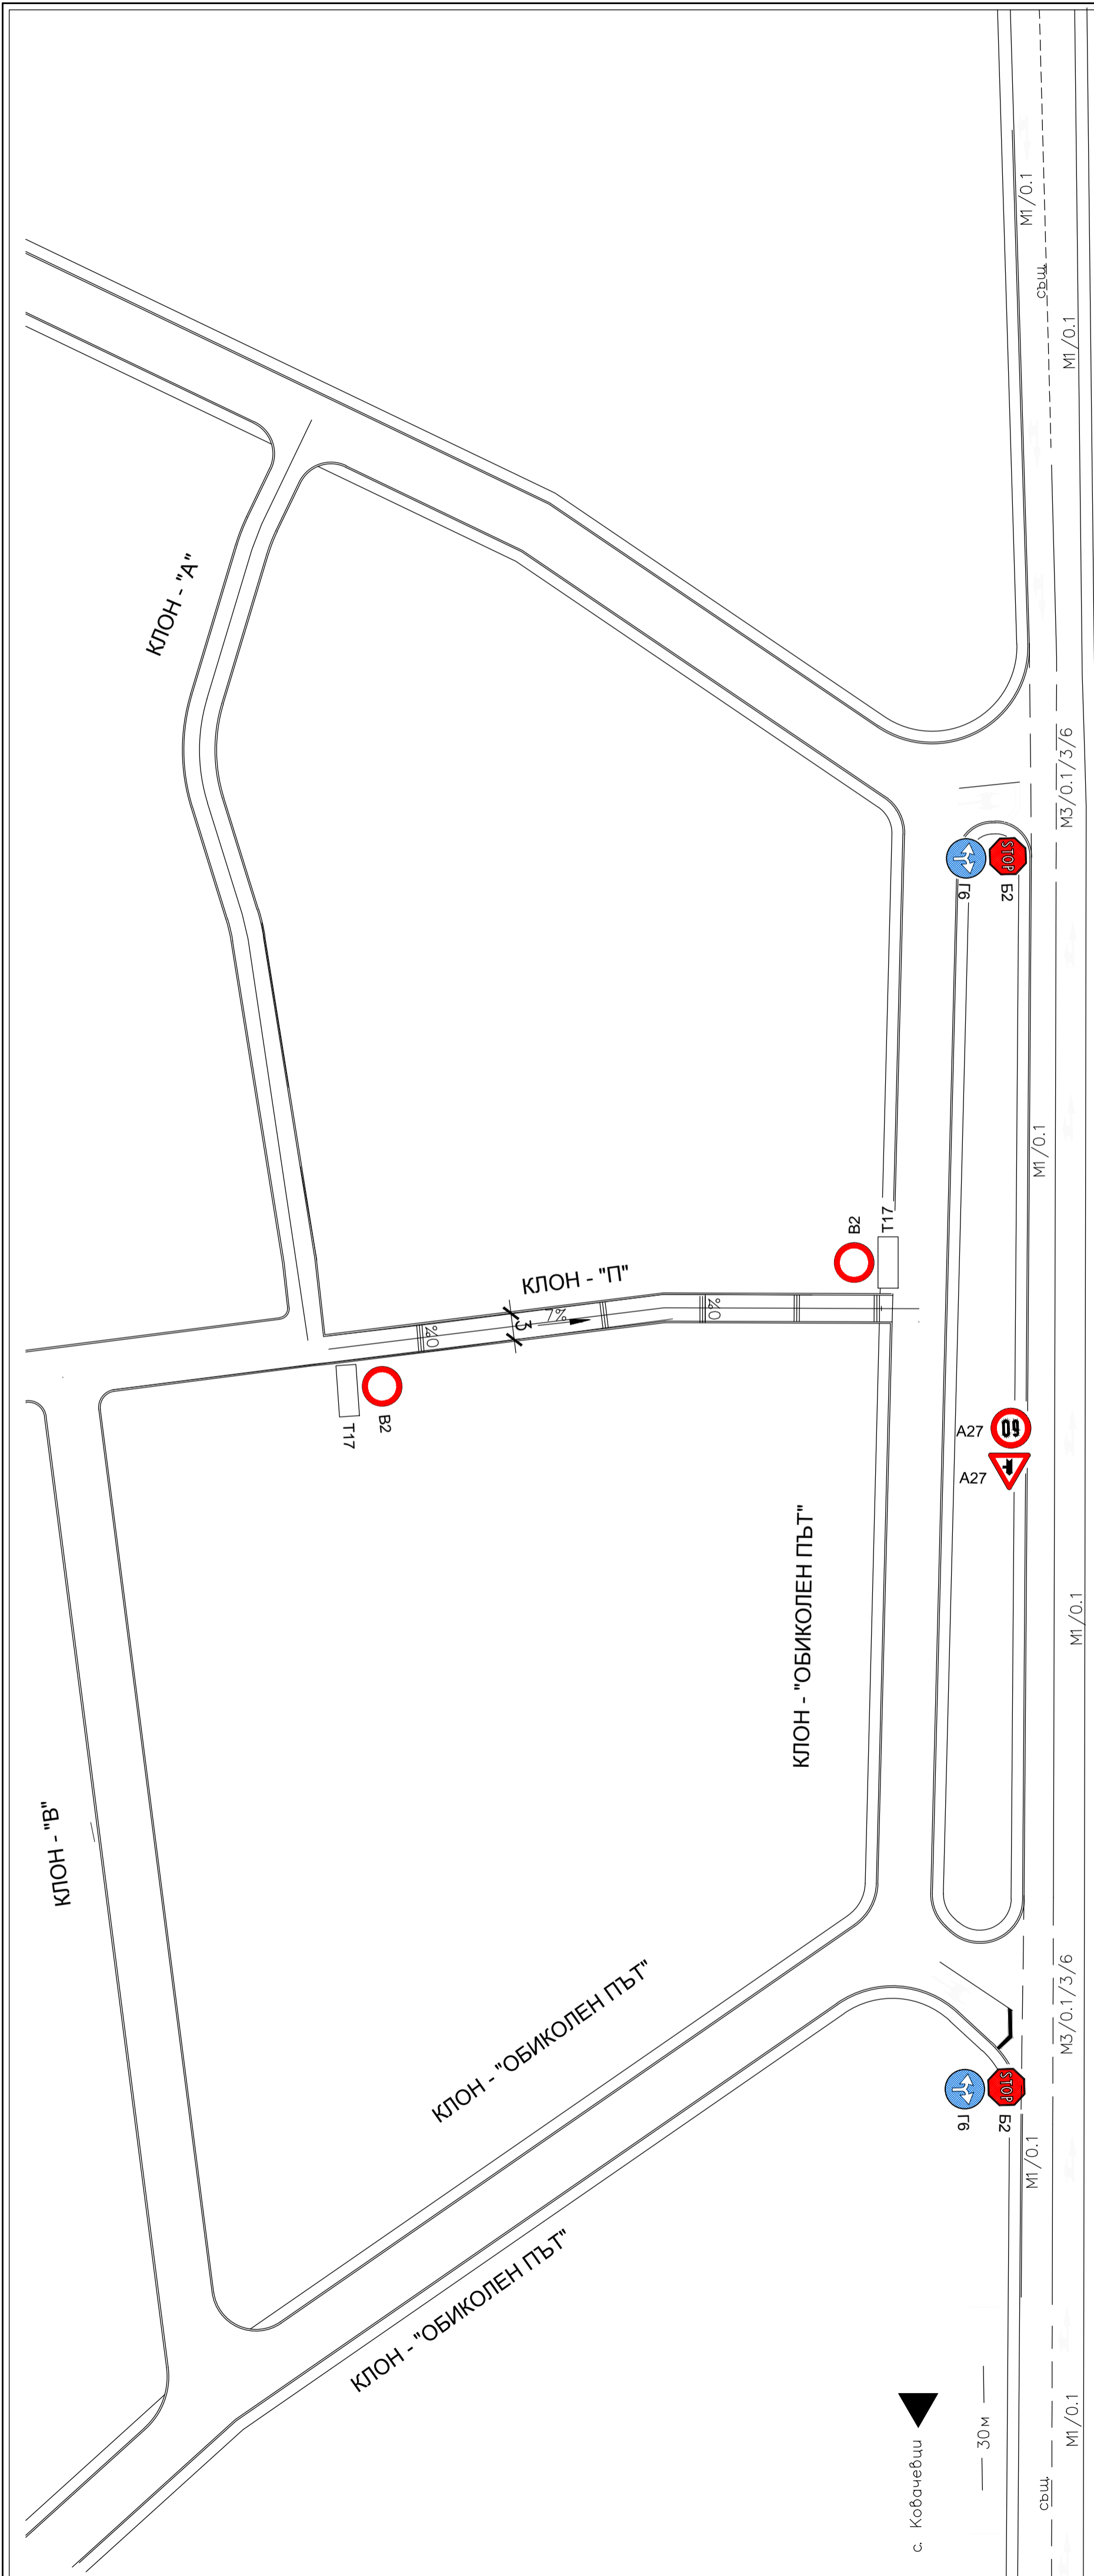 М1/0.1
същ.
М1/0.1
КЛОН - "А"
М3/0.1/3/6
STOP
Г6
Б2
М1/0.1
В2
Т17
КЛОН - "П"
0%
7%
3
0%
Т17
В2
60
А27
А27
КЛОН - "ОБИКОЛЕН ПЪТ"
М1/0.1
КЛОН - "В"
КЛОН - "ОБИКОЛЕН ПЪТ"
М3/0.1/3/6
STOP
Г6
Б2
М1/0.1
КЛОН - "ОБИКОЛЕН ПЪТ"
с. Ковачевци
30м
М1/0.1
същ.